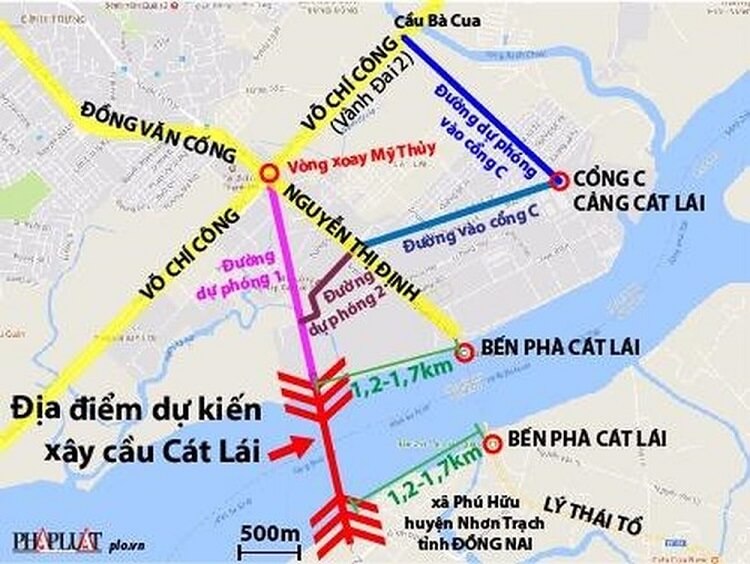 Cầu Bà Cua
VÕ CHÍ CÔNG
(Vành Đai 2)
ĐỒNG VĂN CỐNG
Đường dự phóng
vào cổng C
Vòng xoay Mỹ Thủy
CỔNG C
CẢNG CÁT LÁI
NGUYỄN THỊ ĐỊNH
Đường vào cổng C
VÕ CHÍ CÔNG
Đường
dự phóng 1
Đường
dự phóng 2
BẾN PHÀ CÁT LÁI
1,2-1,7km
Địa điểm dự kiến
xây cầu Cát Lái
BẾN PHÀ CÁT LÁI
1,2-1,7km
xã Phú Hữu
huyện Nhơn Trạch
tỉnh ĐỒNG NAI
LÝ THÁI TỔ
500m
PHÁPLUẬT plo.vn